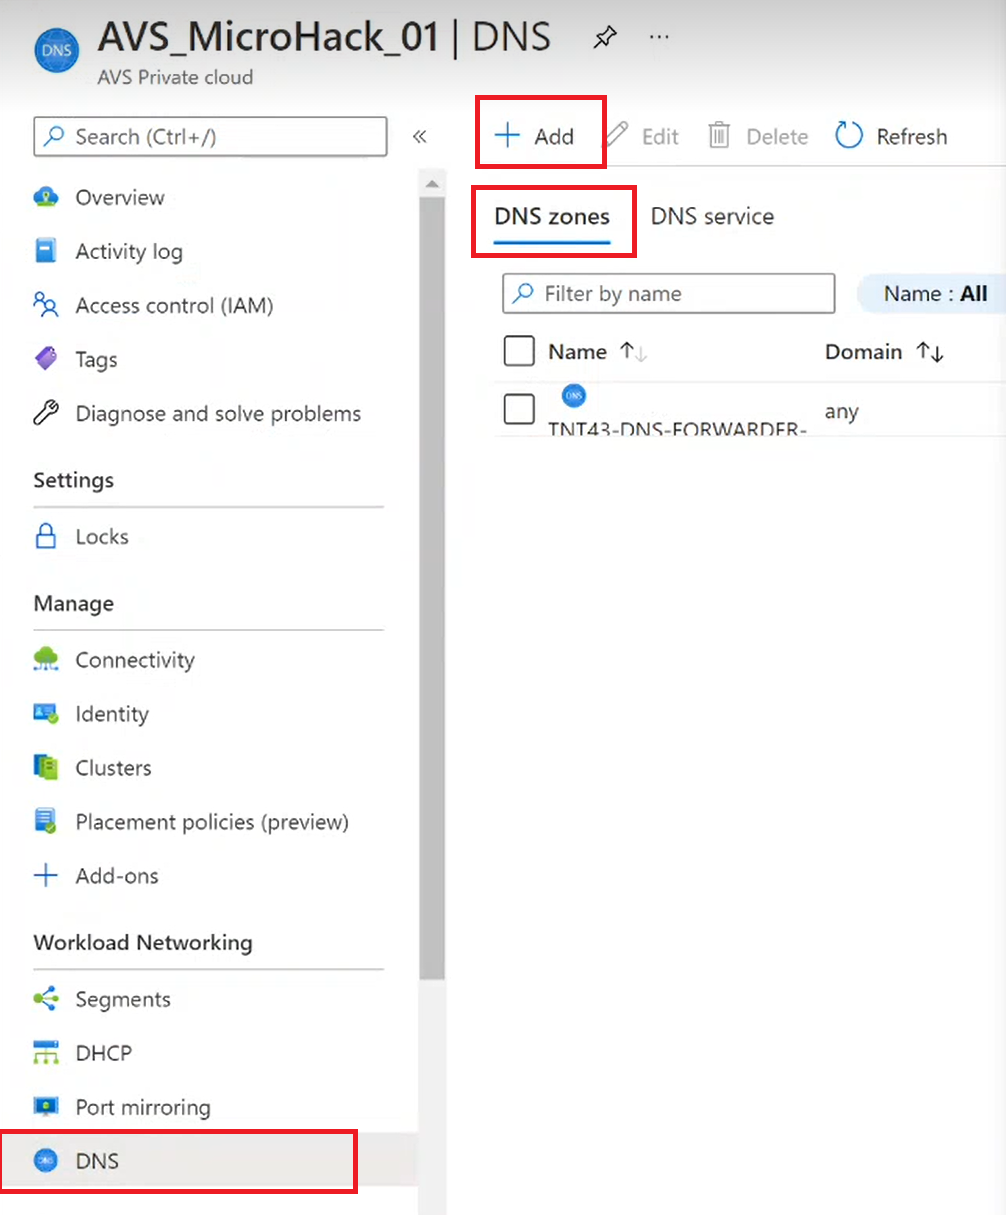 DNS
AVS_MicroHack_01 | DNS
AVS Private cloud
Search (Ctrl+/)
Overview
Activity log
Access control (IAM)
Tags
Diagnose and solve problems
Settings
Locks
Manage
Connectivity
Identity
Clusters
Placement policies (preview)
Add-ons
Workload Networking
Segments
DHCP
Port mirroring
DNS DNS
Add Edit Delete Refresh
DNS zones DNS service
Filter by name Name : All
Name Domain
DNS
TNT43-DNS-FORWARDER- any